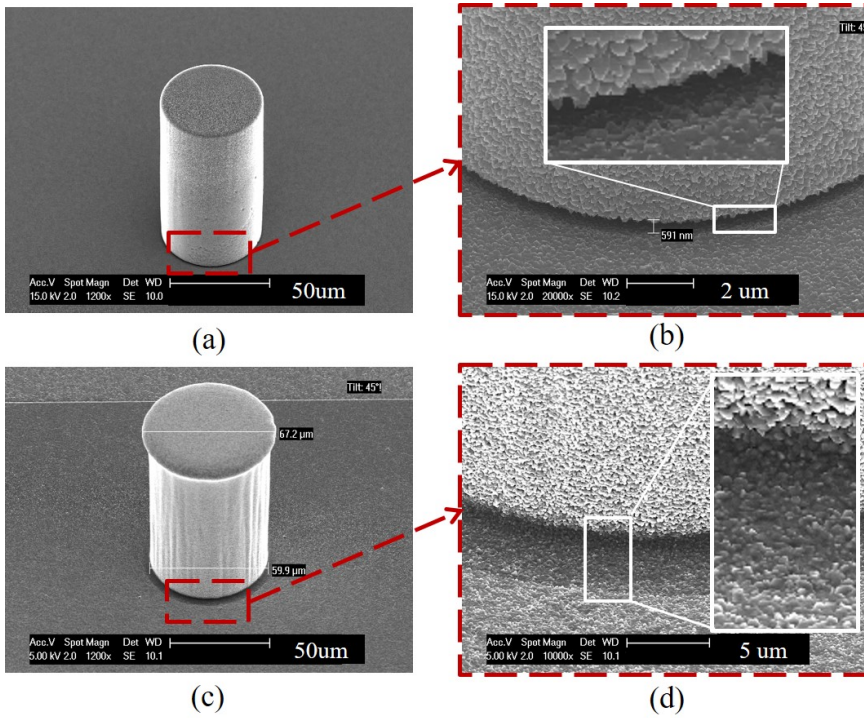 Acc.V Spot Magn Det WD
15.0 kV 2.0 1200x SE 10.0
50um
(a)
591 nm
Acc.V Spot Magn Det WD
15.0 kV 2.0 20000x SE 10.2
2 um
(b)
Tilt: 45°!
67.2 µm
59.9 µm
Acc.V Spot Magn Det WD
5.00 kV 2.0 1200x SE 10.1
50um
(c)
Acc.V Spot Magn Det WD
5.00 kV 2.0 10000x SE 10.1
5 um
(d)